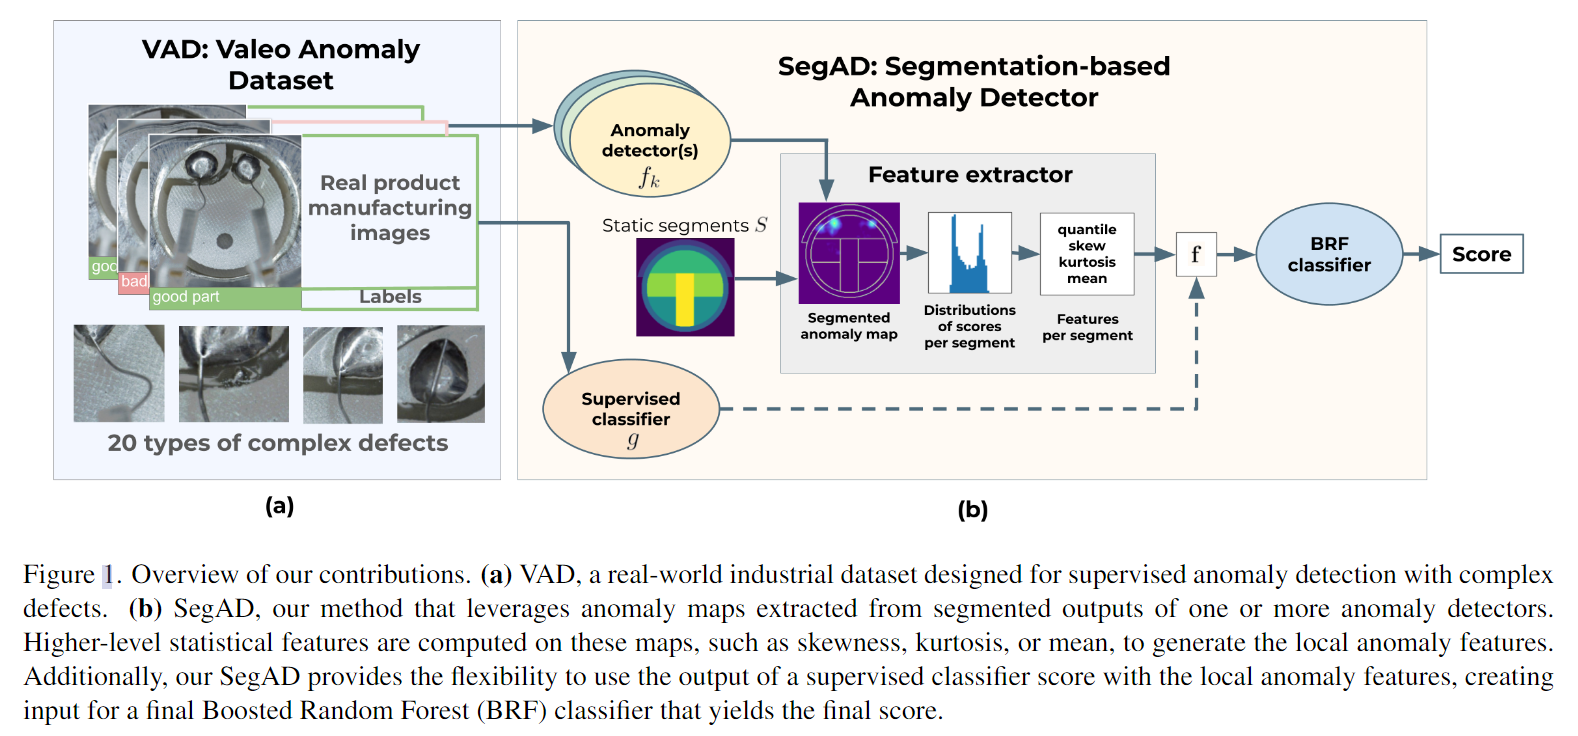 VAD: Valeo Anomaly
Dataset
Real product
manufacturing
images
goo
bad
good part
Labels
20 types of complex defects
(a)
SegAD: Segmentation-based
Anomaly Detector
Anomaly
detector(s)
fk
Static segments S
Feature extractor
Segmented
anomaly map
Distributions
of scores
per segment
quantile
skew
kurtosis
mean
Features
per segment
f
BRF
classifier
Score
Supervised
classifier
g
(b)
Figure 1. Overview of our contributions. (a) VAD, a real-world industrial dataset designed for supervised anomaly detection with complex
defects. (b) SegAD, our method that leverages anomaly maps extracted from segmented outputs of one or more anomaly detectors.
Higher-level statistical features are computed on these maps, such as skewness, kurtosis, or mean, to generate the local anomaly features.
Additionally, our SegAD provides the flexibility to use the output of a supervised classifier score with the local anomaly features, creating
input for a final Boosted Random Forest (BRF) classifier that yields the final score.